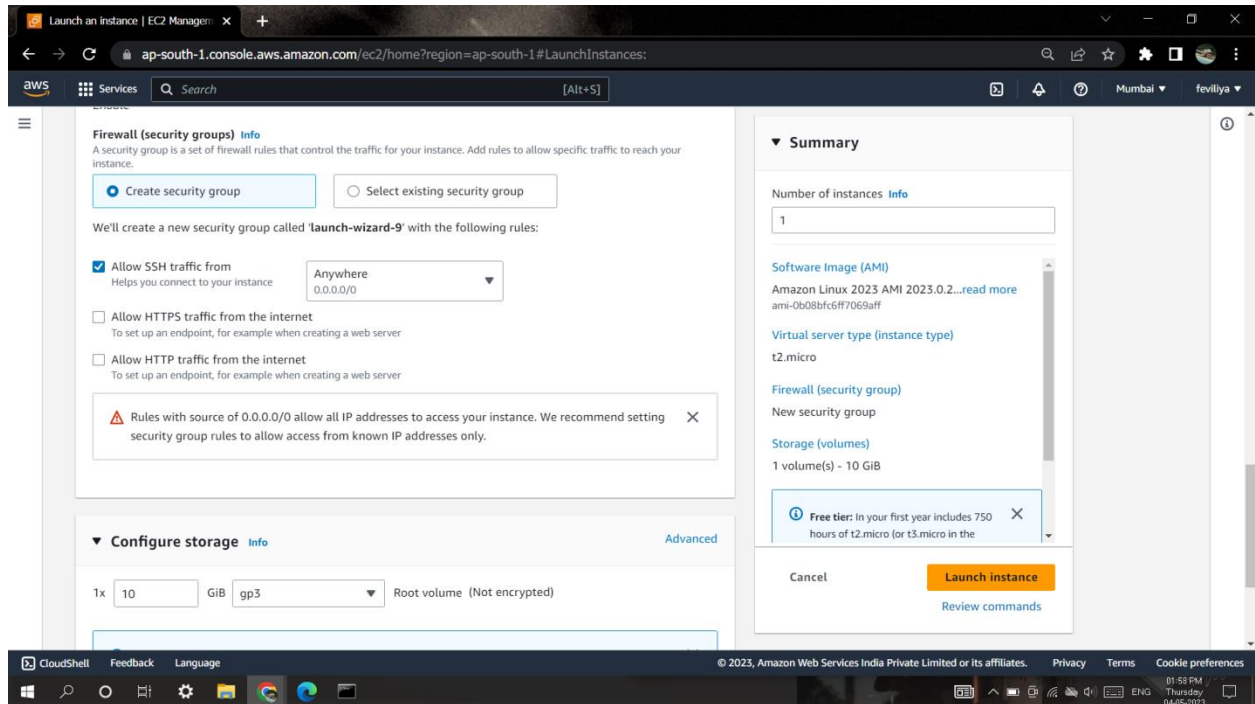 Launch an instance | EC2 Managem
ap-south-1.console.aws.amazon.com/ec2/home?region=ap-south-1#LaunchInstances:
aws Services Search [Alt+S] Mumbai feviliya
Firewall (security groups) Info
A security group is a set of firewall rules that control the traffic for your instance. Add rules to allow specific traffic to reach your
instance.
Create security group Select existing security group
We'll create a new security group called 'launch-wizard-9' with the following rules:
Allow SSH traffic from
Helps you connect to your instance
Anywhere
0.0.0.0/0
Allow HTTPS traffic from the internet
To set up an endpoint, for example when creating a web server
Allow HTTP traffic from the internet
To set up an endpoint, for example when creating a web server
Rules with source of 0.0.0.0/0 allow all IP addresses to access your instance. We recommend setting
security group rules to allow access from known IP addresses only.
Configure storage Info Advanced
1x 10 GiB gp3 Root volume (Not encrypted)
Summary
Number of instances Info
1
Software Image (AMI)
Amazon Linux 2023 AMI 2023.0.2...read more
ami-0b08bfc6ff7069aff
Virtual server type (instance type)
t2.micro
Firewall (security group)
New security group
Storage (volumes)
1 volume(s) - 10 GiB
Free tier: In your first year includes 750
hours of t2.micro (or t3.micro in the
Cancel Launch instance
Review commands
CloudShell Feedback Language © 2023, Amazon Web Services India Private Limited or its affiliates. Privacy Terms Cookie preferences
ENG
01:58 PM
Thursday
04-05-2023